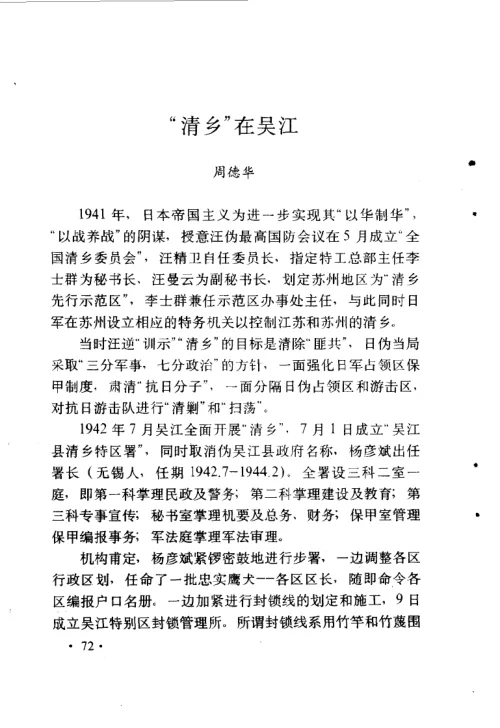 “清乡”在吴江
周德华
1941 年，日本帝国主义为进一步实现其“以华制华”，
“以战养战”的阴谋，授意汪伪最高国防会议在 5 月成立“全
国清乡委员会”，汪精卫自任委员长，指定特工总部主任李
士群为秘书长，汪曼云为副秘书长，划定苏州地区为“清乡
先行示范区”，李士群兼任示范区办事处主任，与此同时日
军在苏州设立相应的特务机关以控制江苏和苏州的清乡。
当时汪逆“训示”“清乡”的目标是清除“匪共”，日伪当局
采取“三分军事，七分政治”的方针，一面强化日军占领区保
甲制度，肃清“抗日分子”，一面分隔日伪占领区和游击区，
对抗日游击队进行“清剿”和“扫荡”。
1942 年 7 月吴江全面开展“清乡”．7 月 1 日成立“吴江
县清乡特区署”，同时取消伪吴江县政府名称，杨彦斌出任
署长（无锡人，任期 1942.7–1944.2）。全署设三科二室一
庭，即第一科掌理民政及警务；第二科掌理建设及教育；第
三科专事宣传；秘书室掌理机要及总务、财务；保甲室管理
保甲编报事务；军法庭掌理军法审理。
机构甫定，杨彦斌紧锣密鼓地进行步署，一边调整各区
行政区划，任命了一批忠实鹰犬--各区区长，随即命令各
区编报户口名册。一边加紧进行封锁线的划定和施工，9 日
成立吴江特别区封锁管理所。所谓封锁线系用竹竿和竹篾围
· 72 ·